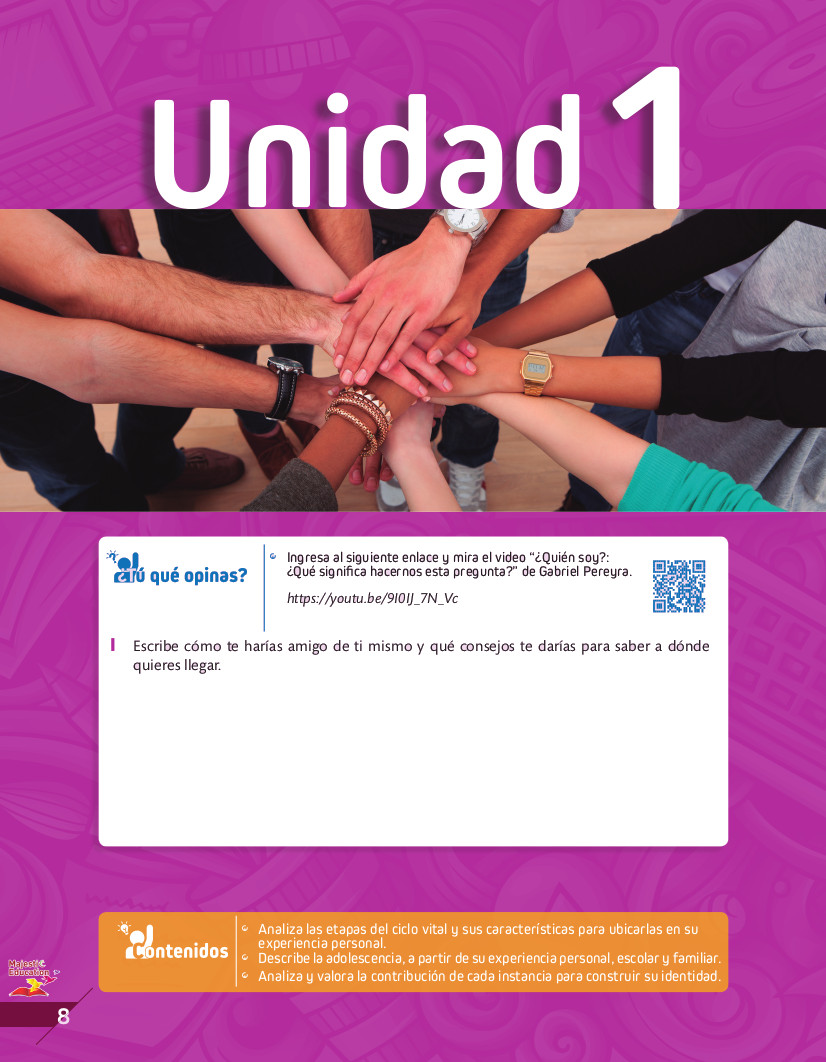 Unidad 1
¿Tú qué opinas?
Ingresa al siguiente enlace y mira el video “¿Quién soy?:
¿Qué significa hacernos esta pregunta?” de Gabriel Pereyra.
https://youtu.be/9I0IJ_7N_Vc
Escribe cómo te harías amigo de ti mismo y qué consejos te darías para saber a dónde
quieres llegar.
Contenidos
Analiza las etapas del ciclo vital y sus características para ubicarlas en su
experiencia personal.
Describe la adolescencia, a partir de su experiencia personal, escolar y familiar.
Analiza y valora la contribución de cada instancia para construir su identidad.
Majestic
Education
8